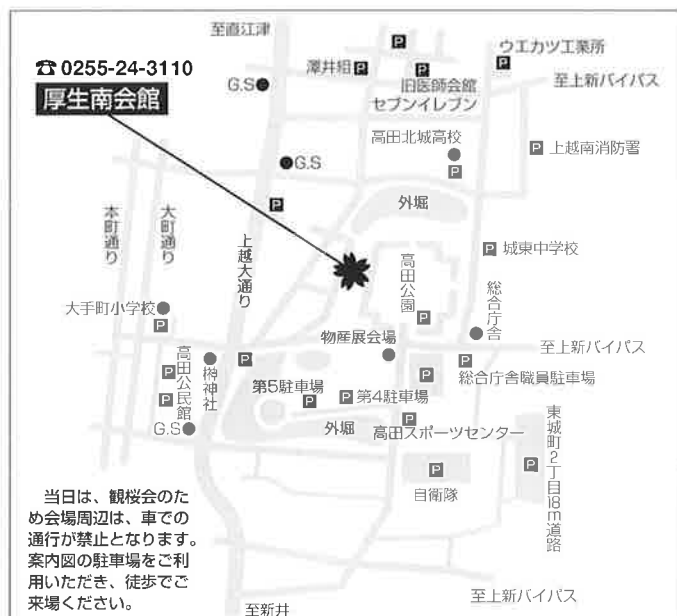 至直江津
☎ 0255-24-3110
厚生南会館
G.S
澤井組
P
P
旧医師会館
セブンイレブン
ウエカツ工業所
P
至上新バイパス
高田北城高校
P
P 上越南消防署
G.S
P
外堀
本町通り
大町通り
上越大通り
高田公園
P
P 城東中学校
総合庁舎
大手町小学校
P
物産展会場
至上新バイパス
高田公民館
P
P
榊神社
P
第5駐車場
P
P 第4駐車場
P
P
総合庁舎職員駐車場
G.S
外堀
P
高田スポーツセンター
P
自衛隊
P
東城町2丁目18m道路
当日は、観桜会のた
め会場周辺は、車での
通行が禁止となります。
案内図の駐車場をご利
用いただき、徒歩でご
来場ください。
至新井
至上新バイパス